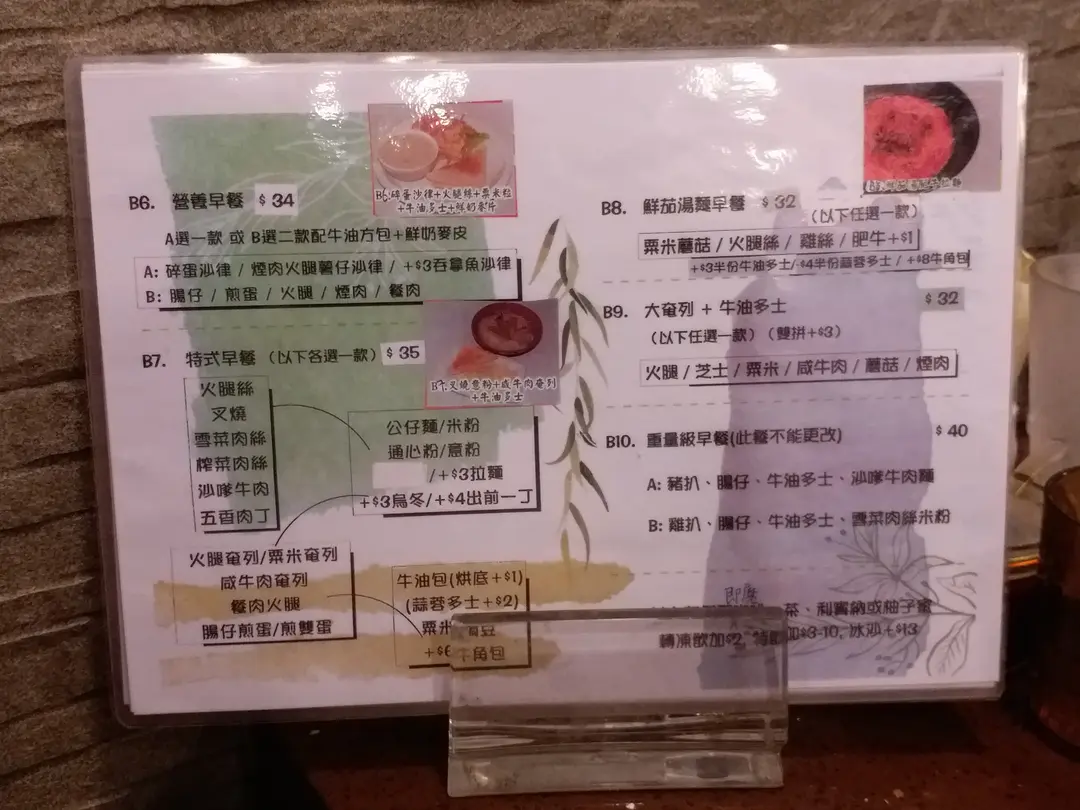 B6. 營養早餐 $34
B6.碎蛋沙律+火腿絲+粟米粒
+牛油多士+鮮奶麥片
A選一款 或 B選二款配牛油方包+鮮奶麥皮
A: 碎蛋沙律 / 煙肉火腿薯仔沙律 / +$3吞拿魚沙律
B: 腸仔 / 煎蛋 / 火腿 / 煙肉 / 餐肉
B7. 特式早餐 (以下各選一款) $35
B7.叉燒意粉+咸牛肉奄列
+牛油多士
火腿絲
叉燒
雪菜肉絲
榨菜肉絲
沙嗲牛肉
五香肉丁
公仔麵/米粉
通心粉/意粉
/+$3拉麵
+$3烏冬/+$4出前一丁
火腿奄列/粟米奄列
咸牛肉奄列
餐肉火腿
腸仔煎蛋/煎雙蛋
牛油包(烘底+$1)
(蒜蓉多士+$2)
粟米 豆
+$6牛角包
B8. 鮮茄湯麵早餐 $32 (以下任選一款)
粟米蘑菇 / 火腿絲 / 雞絲 / 肥牛+$1
+$3半份牛油多士/+$4半份蒜蓉多士 / +$8牛角包
B9. 大奄列 + 牛油多士 $32
(以下任選一款) (雙拼+$3)
火腿 / 芝士 / 粟米 / 咸牛肉 / 蘑菇 / 煙肉
B10. 重量級早餐(此餐不能更改) $40
A: 豬扒、腸仔、牛油多士、沙嗲牛肉麵
B: 雞扒、腸仔、牛油多士、雪菜肉絲米粉
即磨
茶、利賓納或柚子蜜
轉凍飲加$2, 特 加$3-10, 冰沙+$13